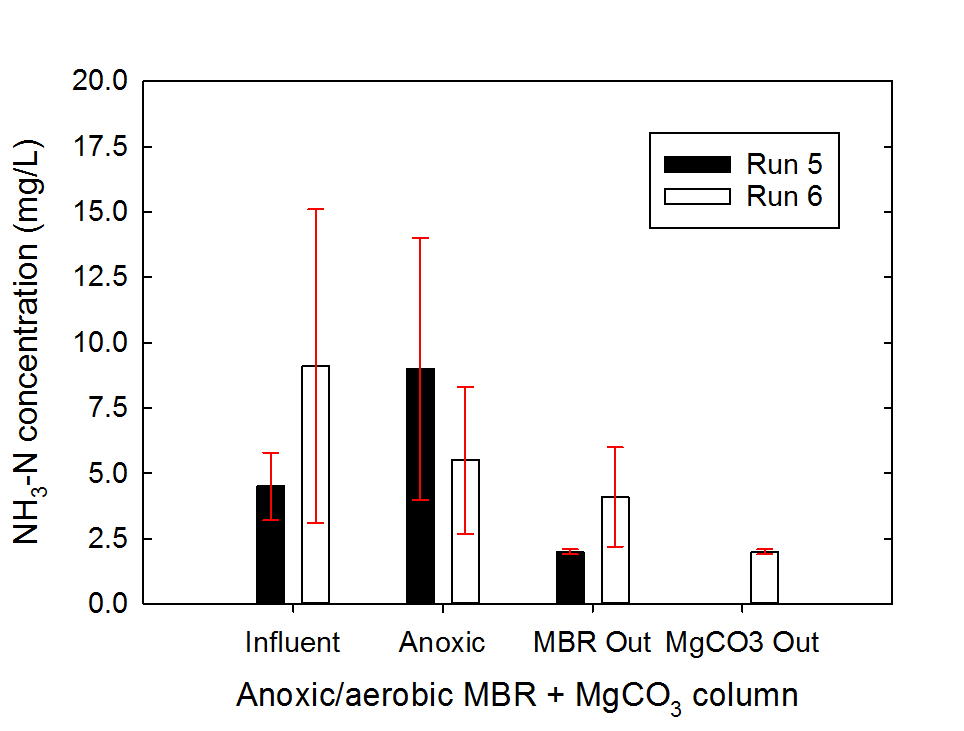 20.0
17.5
15.0
12.5
10.0
7.5
5.0
2.5
0.0
NH₃-N concentration (mg/L)
Run 5
Run 6
Influent
Anoxic
MBR Out
MgCO3 Out
Anoxic/aerobic MBR + MgCO₃ column